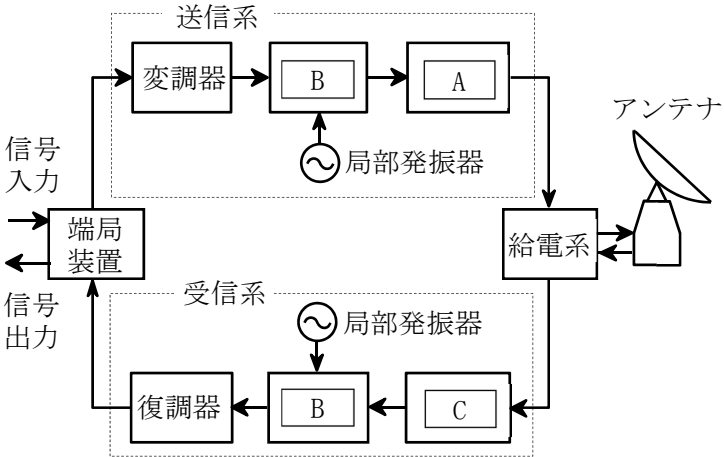 送信系
変調器
B
A
局部発振器
アンテナ
信号
入力
端局
装置
給電系
信号
出力
受信系
局部発振器
復調器
B
C